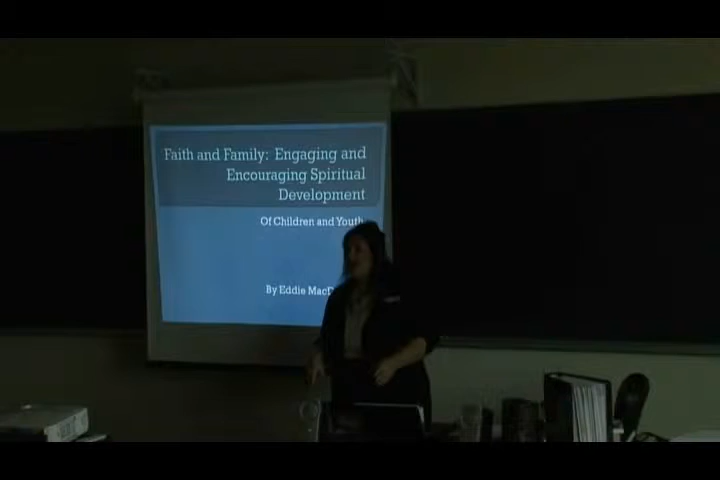 Faith and Family: Engaging and
Encouraging Spiritual
Development
Of Children and Youth
By Eddie